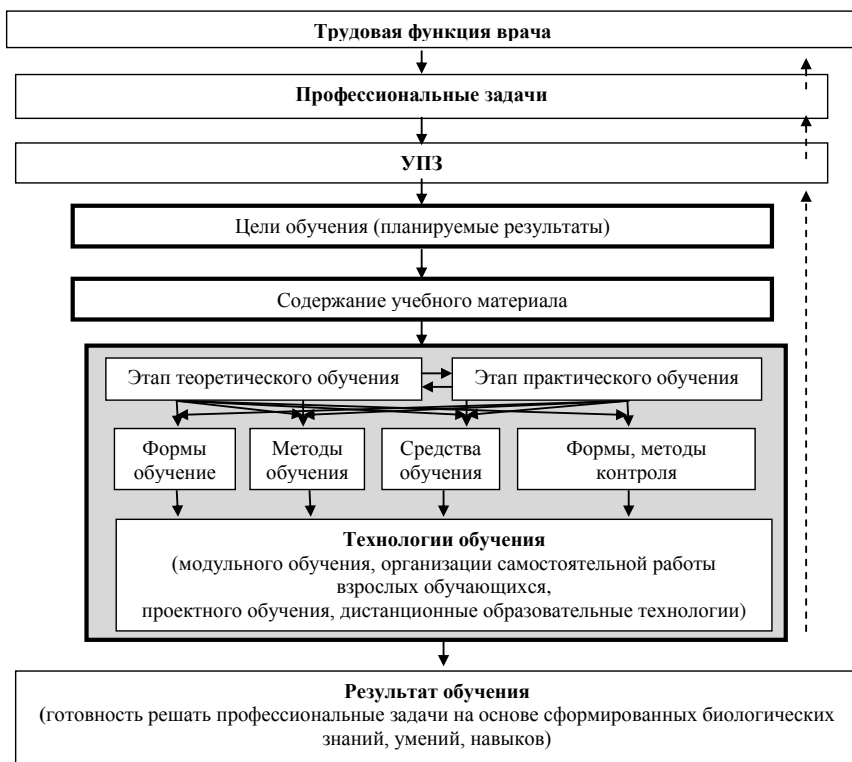 Трудовая функция врача
Профессиональные задачи
УПЗ
Цели обучения (планируемые результаты)
Содержание учебного материала
Этап теоретического обучения
Этап практического обучения
Формы
обучение
Методы
обучения
Средства
обучения
Формы, методы
контроля
Технологии обучения
(модульного обучения, организации самостоятельной работы
взрослых обучающихся,
проектного обучения, дистанционные образовательные технологии)
Результат обучения
(готовность решать профессиональные задачи на основе сформированных биологических
знаний, умений, навыков)